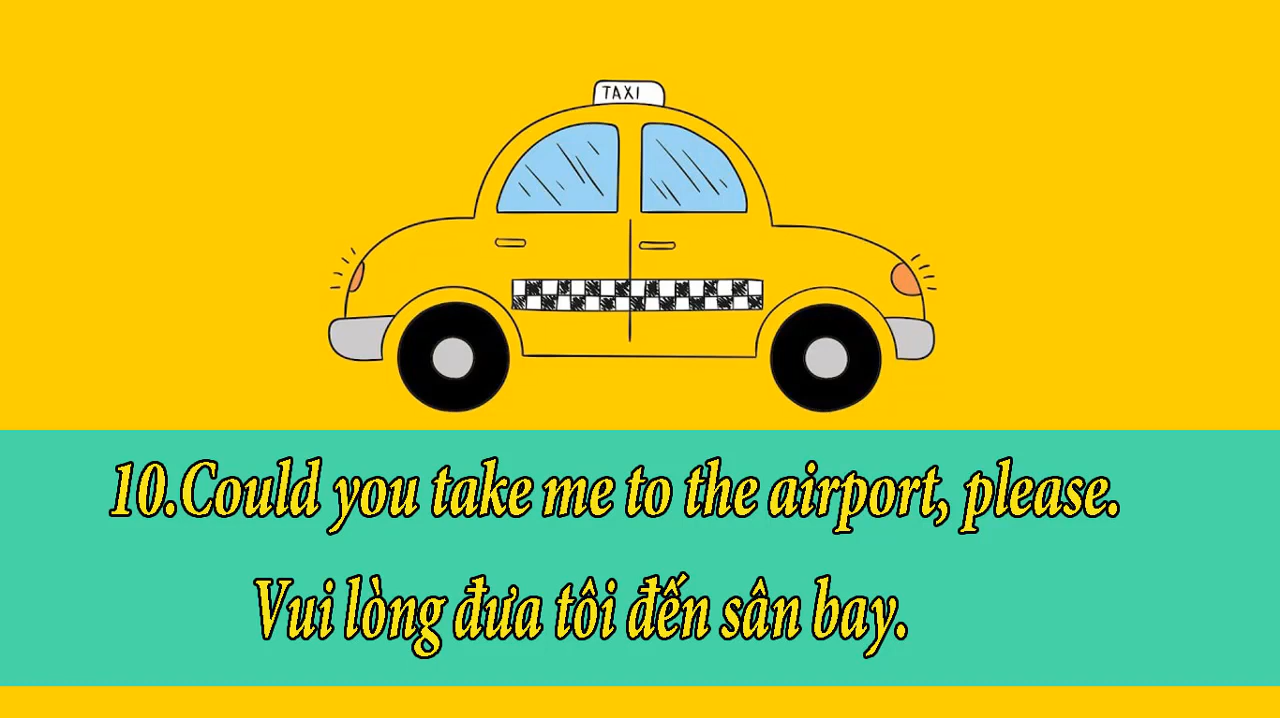 TAXI
10.Could you take me to the airport, please.
Vui lòng đưa tôi đến sân bay.